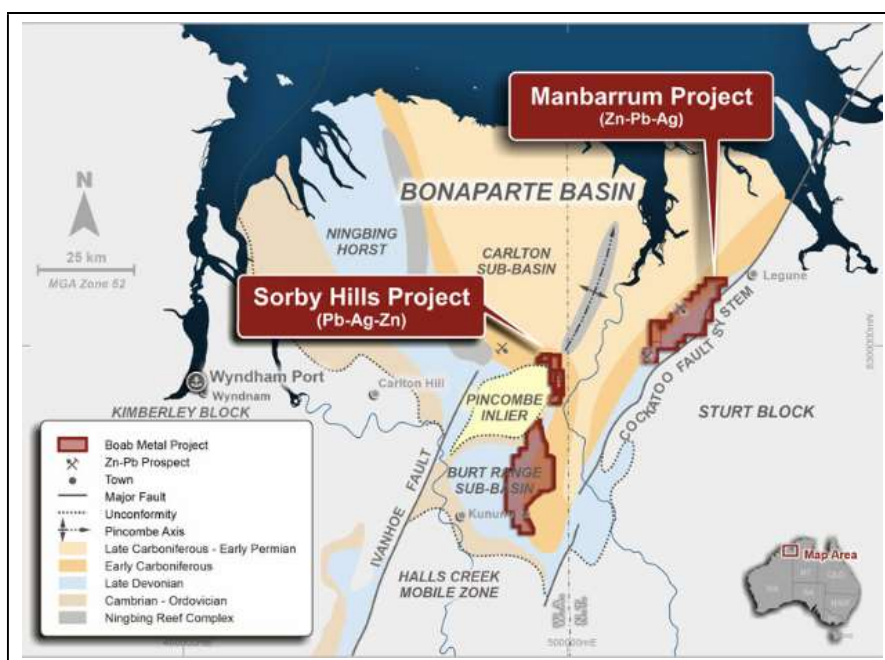 Manbarrum Project
(Zn-Pb-Ag)
BONAPARTE BASIN
N
25 km
MGA Zone 52
NINGBING
HORST
CARLTON
SUB-BASIN
Legune
Sorby Hills Project
(Pb-Ag-Zn)
COCKATOO FAULT SYSTEM
Wyndham Port
Wyndham
Carlton Hill
KIMBERLEY BLOCK
PINCOMBE
INLIER
STURT BLOCK
Boab Metal Project
Zn-Pb Prospect
Town
Major Fault
Unconformity
Pincombe Axis
Late Carboniferous - Early Permian
Early Carboniferous
Late Devonian
Cambrian - Ordovician
Ningbing Reef Complex
IVANHOE FAULT
BURT RANGE
SUB-BASIN
HALLS CREEK
MOBILE ZONE
W.A.
N.T.
500000mE
Map Area